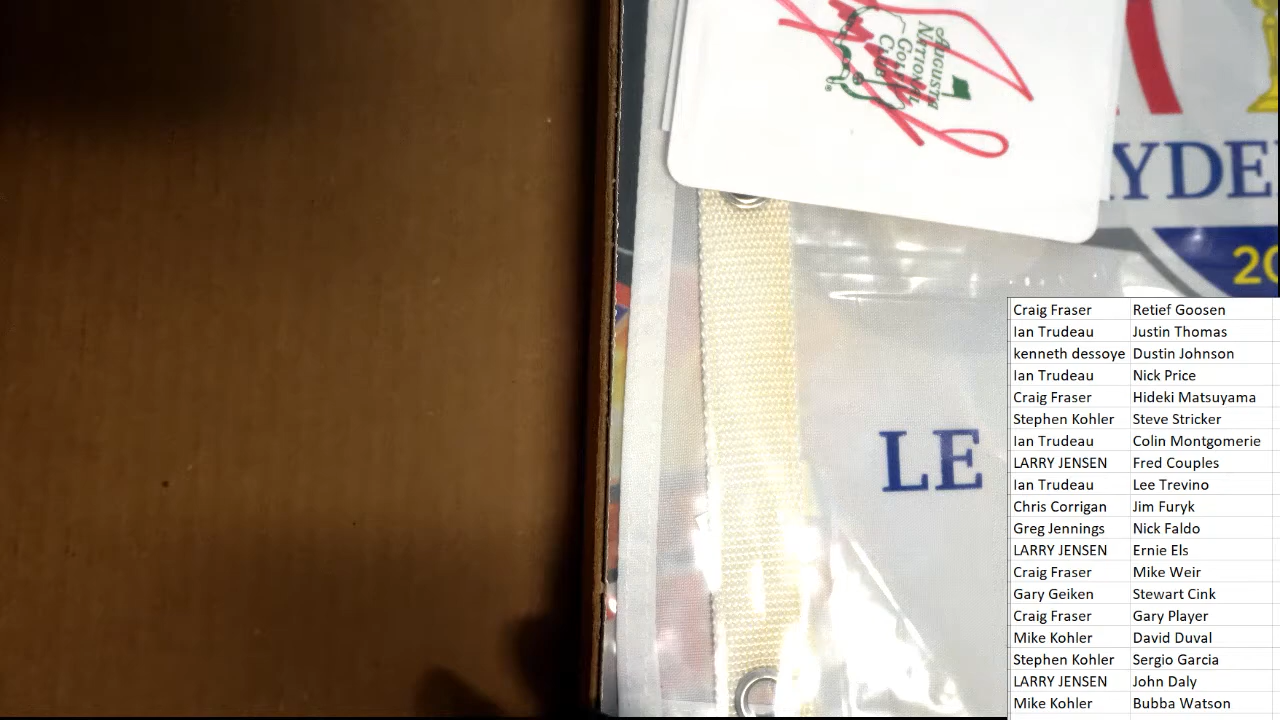 AUGUSTA
NATIONAL
GOLF
CLUB
YDE
20
LE
Craig Fraser Retief Goosen
Ian Trudeau Justin Thomas
kenneth dessoye Dustin Johnson
Ian Trudeau Nick Price
Craig Fraser Hideki Matsuyama
Stephen Kohler Steve Stricker
Ian Trudeau Colin Montgomerie
LARRY JENSEN Fred Couples
Ian Trudeau Lee Trevino
Chris Corrigan Jim Furyk
Greg Jennings Nick Faldo
LARRY JENSEN Ernie Els
Craig Fraser Mike Weir
Gary Geiken Stewart Cink
Craig Fraser Gary Player
Mike Kohler David Duval
Stephen Kohler Sergio Garcia
LARRY JENSEN John Daly
Mike Kohler Bubba Watson